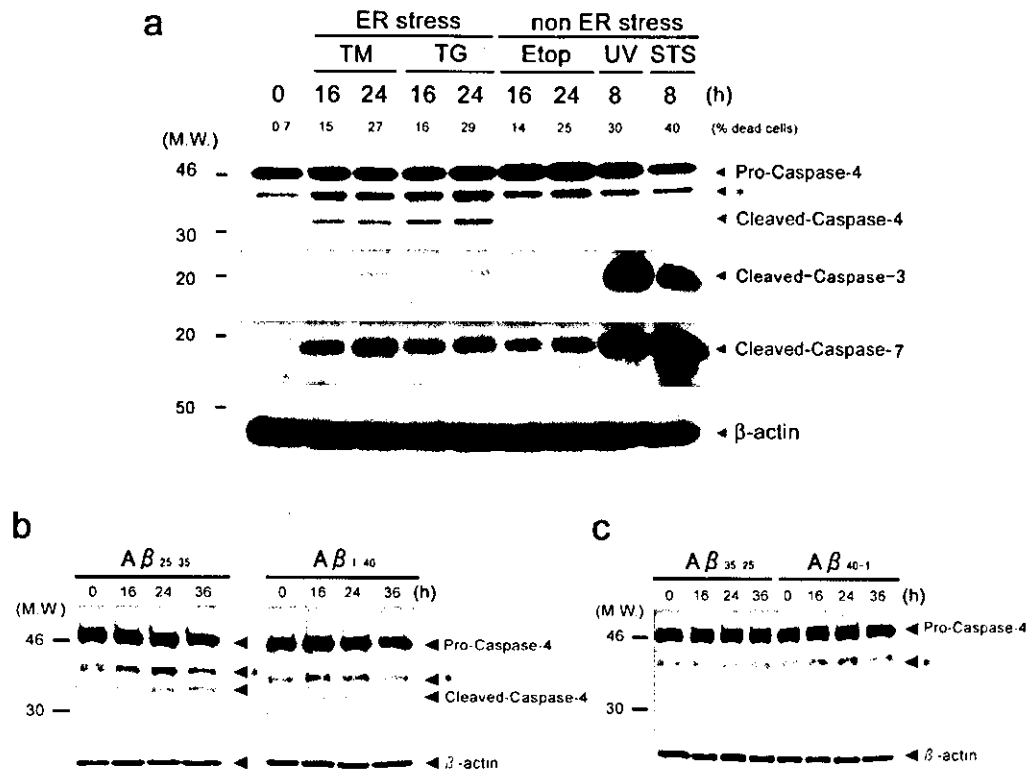 a
ER stress non ER stress
TM TG Etop UV STS
0 16 24 16 24 16 24 8 8 (h)
0.7 15 27 16 29 14 25 30 40 (% dead cells)
(M.W.)
46 Pro-Caspase-4
*
Cleaved-Caspase-4
30
20 Cleaved-Caspase-3
20 Cleaved-Caspase-7
50
β-actin
b
Aβ 25 35 Aβ 1 40
0 16 24 36 0 16 24 36 (h)
(M.W.)
46 Pro-Caspase-4
* *
Cleaved-Caspase-4
30
β-actin
c
Aβ 35 25 Aβ 40-1
0 16 24 36 0 16 24 36 (h)
(M.W.)
46 Pro-Caspase-4
*
30
β-actin